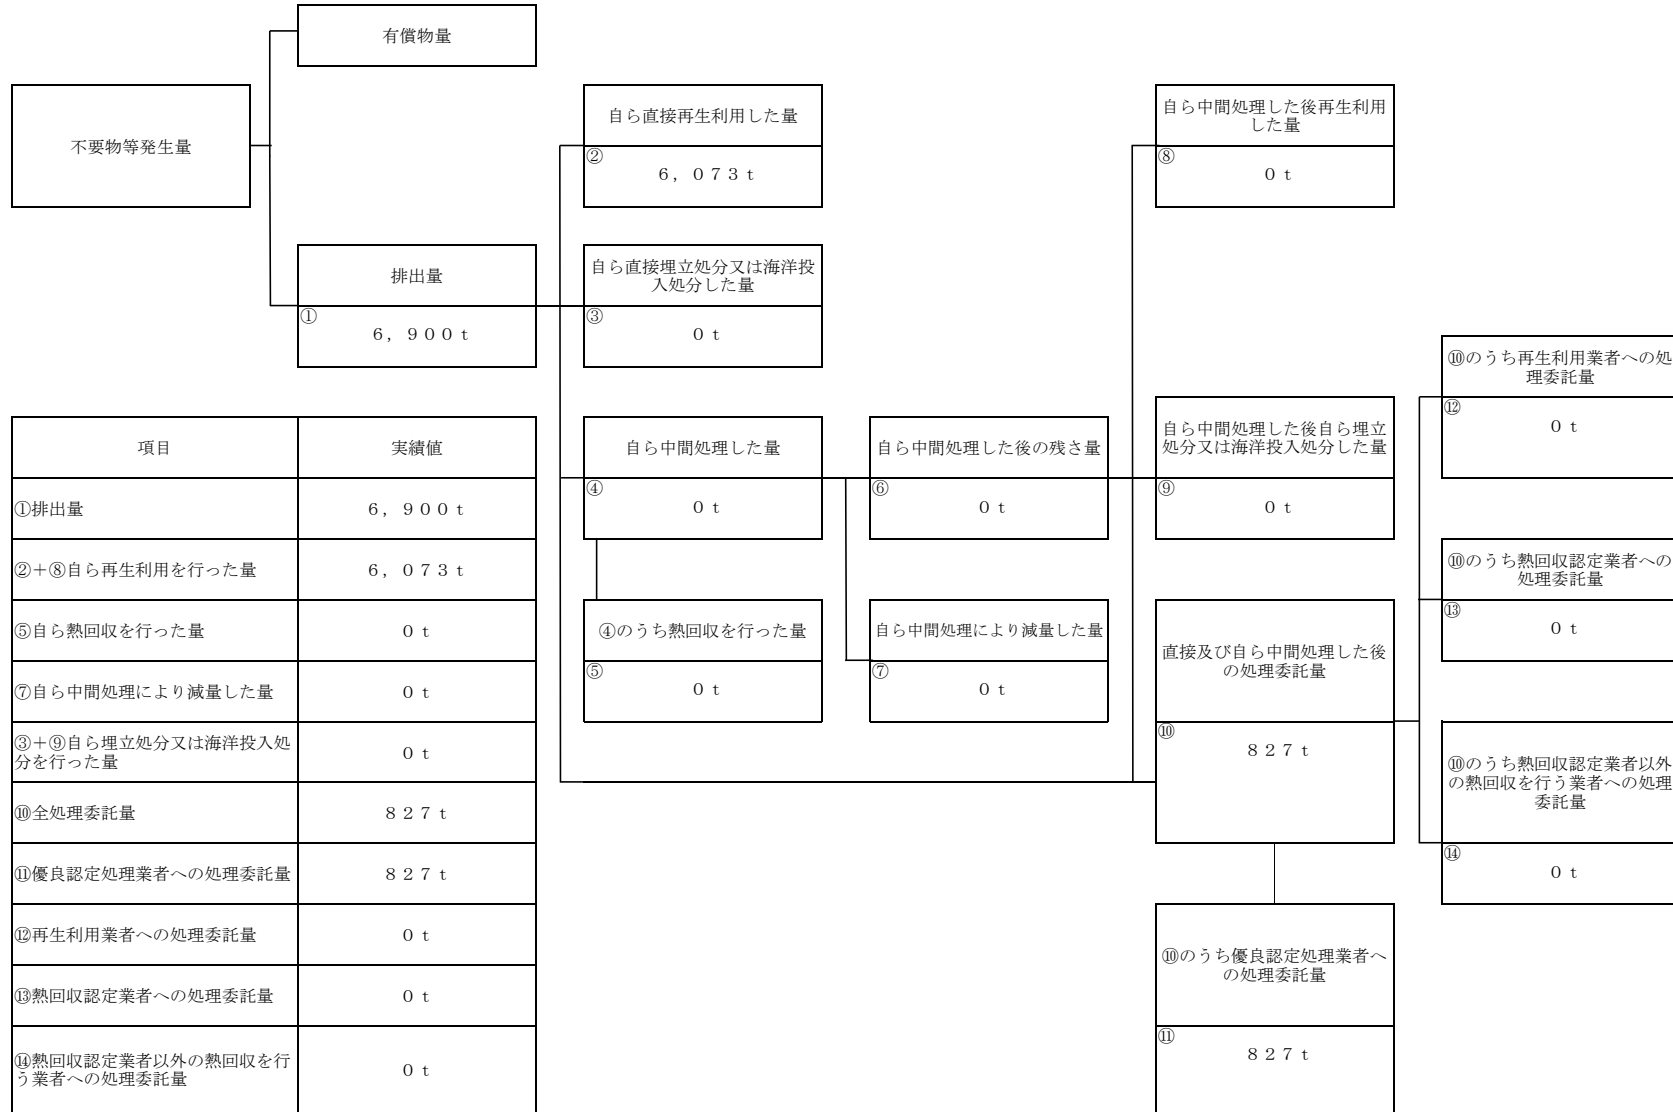 有償物量
不要物等発生量
自ら直接再生利用した量
②
６，０７３ｔ
自ら中間処理した後再生利用
した量
⑧
０ｔ
排出量
①
６，９００ｔ
自ら直接埋立処分又は海洋投
入処分した量
③
０ｔ
⑩のうち再生利用業者への処
理委託量
⑫
０ｔ
項目
実績値
①排出量
６，９００ｔ
②＋⑧自ら再生利用を行った量
６，０７３ｔ
⑤自ら熱回収を行った量
０ｔ
⑦自ら中間処理により減量した量
０ｔ
③＋⑨自ら埋立処分又は海洋投入処
分を行った量
０ｔ
⑩全処理委託量
８２７ｔ
⑪優良認定処理業者への処理委託量
８２７ｔ
⑫再生利用業者への処理委託量
０ｔ
⑬熱回収認定業者への処理委託量
０ｔ
⑭熱回収認定業者以外の熱回収を行
う業者への処理委託量
０ｔ
自ら中間処理した量
④
０ｔ
自ら中間処理した後の残さ量
⑥
０ｔ
自ら中間処理した後自ら埋立
処分又は海洋投入処分した量
⑨
０ｔ
④のうち熱回収を行った量
⑤
０ｔ
自ら中間処理により減量した量
⑦
０ｔ
直接及び自ら中間処理した後
の処理委託量
⑩
８２７ｔ
⑩のうち熱回収認定業者への
処理委託量
⑬
０ｔ
⑩のうち熱回収認定業者以外
の熱回収を行う業者への処理
委託量
⑭
０ｔ
⑩のうち優良認定処理業者へ
の処理委託量
⑪
８２７ｔ